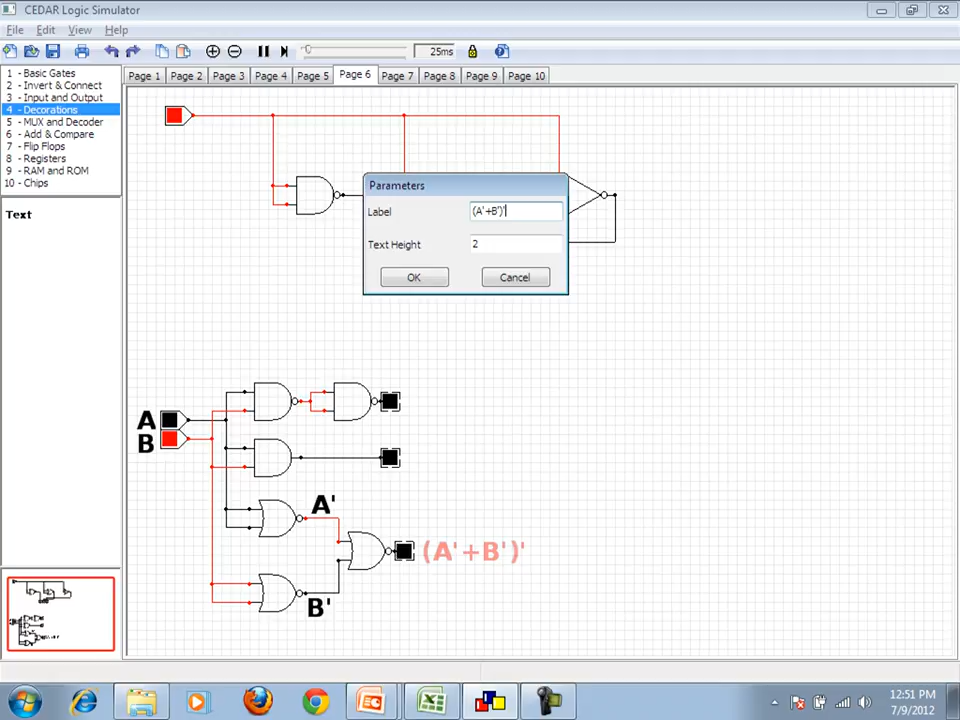 CEDAR Logic Simulator
File Edit View Help
25ms
1 - Basic Gates
2 - Invert & Connect
3 - Input and Output
4 - Decorations
5 - MUX and Decoder
6 - Add & Compare
7 - Flip Flops
8 - Registers
9 - RAM and ROM
10 - Chips
Text
Page 1 Page 2 Page 3 Page 4 Page 5 Page 6 Page 7 Page 8 Page 9 Page 10
Parameters
Label (A'+B')'
Text Height 2
OK Cancel
A
B
A'
(A'+B')'
B'
12:51 PM
7/9/2012